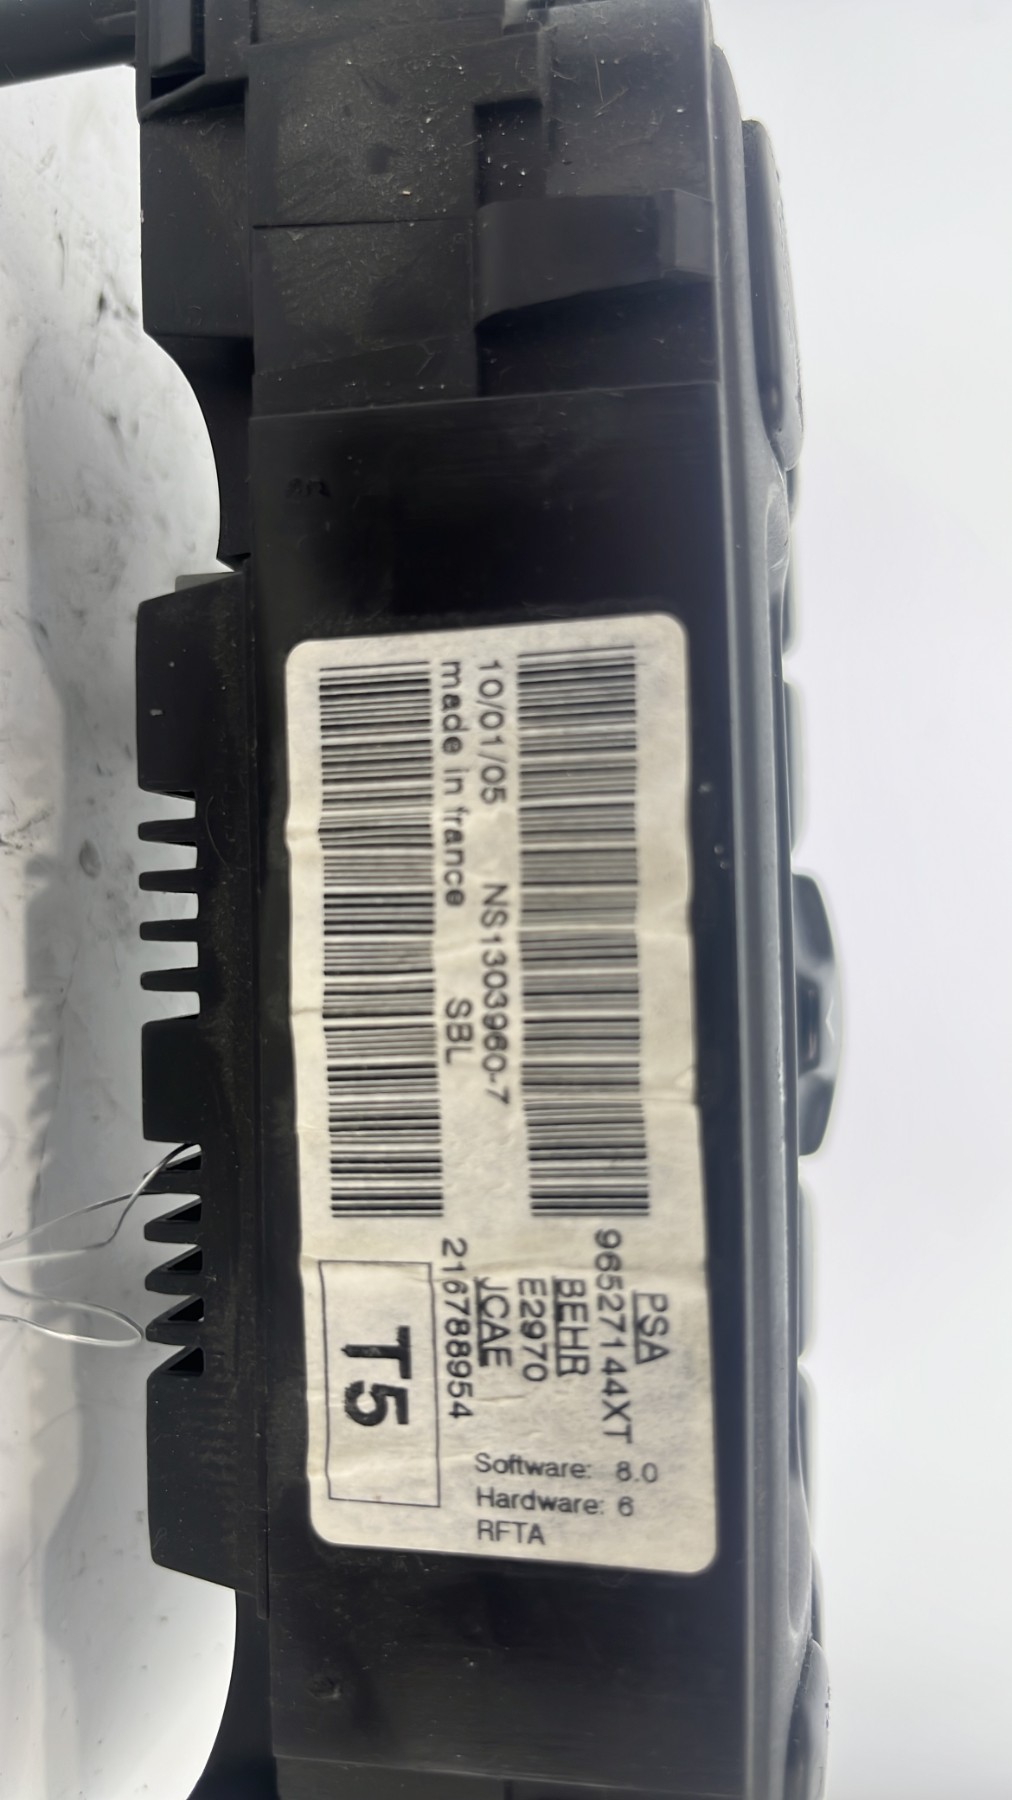 PSA
96527144XT
BEHR
E2970
JCAE
216788954
10/01/05 NS1303960-7
made in france SBL
T5
Software: 8.0
Hardware: 6
RFTA